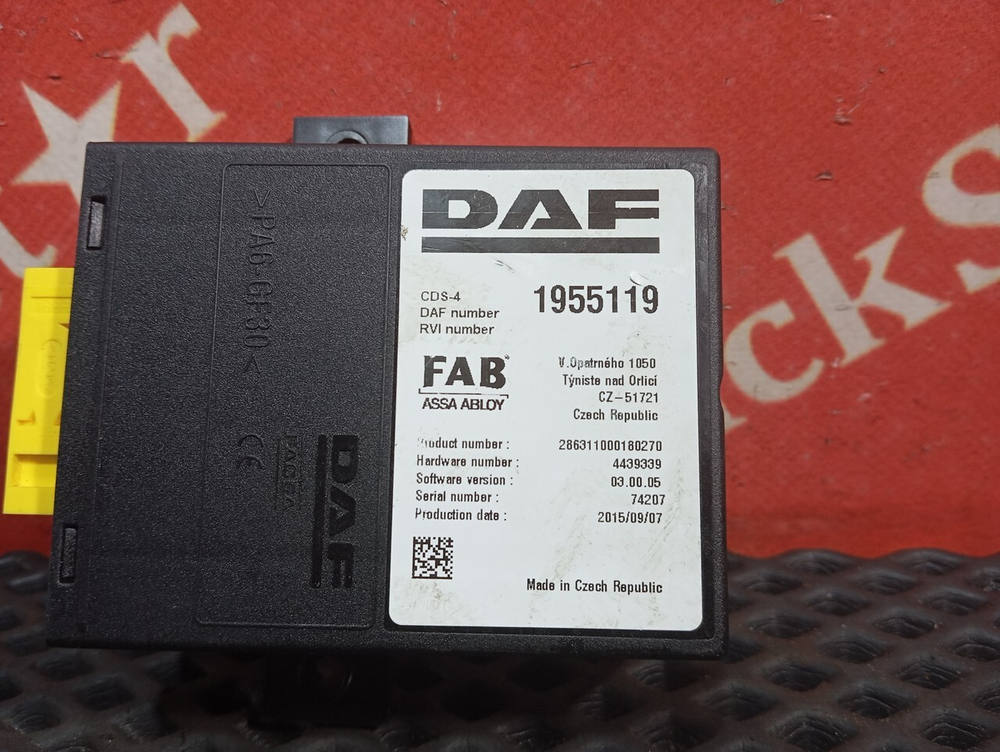 DAF
CDS-4
DAF number 1955119
RVI number
FAB
ASSA ABLOY
V.Opatrného 1050
Týniste nad Orlicí
CZ-51721
Czech Republic
Product number : 286311000180270
Hardware number : 4439339
Software version : 03.00.05
Serial number : 74207
Production date : 2015/09/07
Made in Czech Republic
>PA6-GF30<
CE
DAF